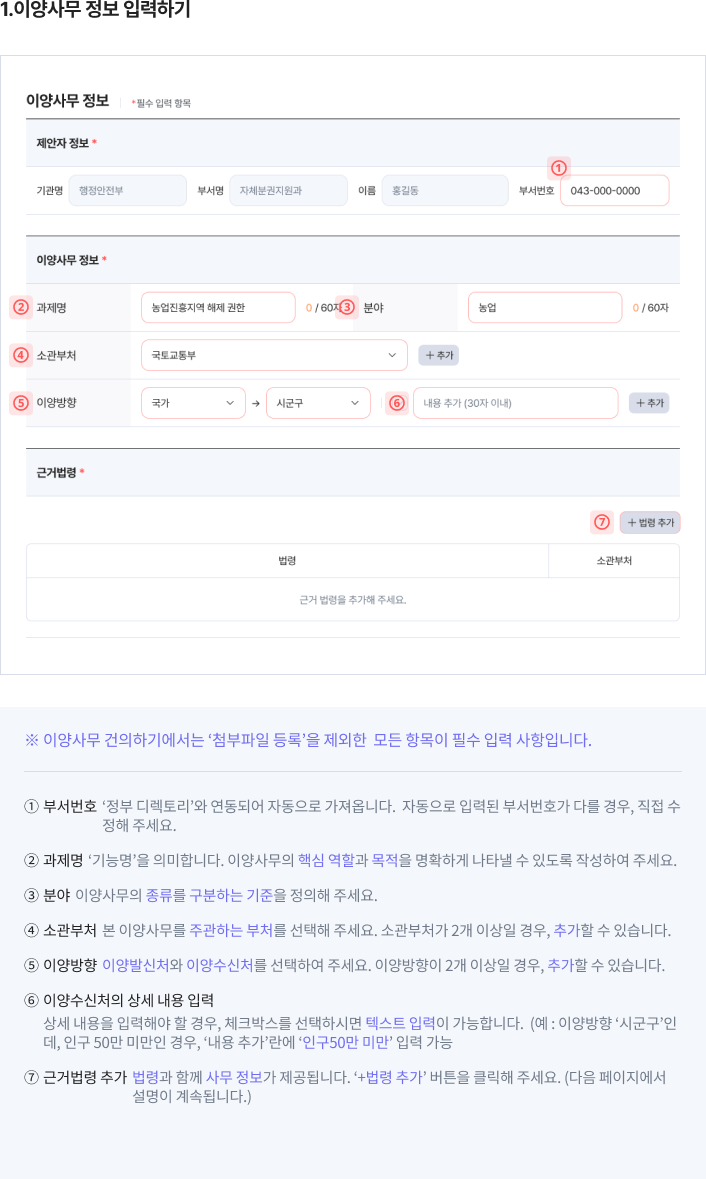 1.이양사무 정보 입력하기
이양사무 정보 *필수 입력 항목
제안자 정보 *
①
기관명 행정안전부 부서명 자체분권지원과 이름 홍길동 부서번호 043-000-0000
이양사무 정보 *
② 과제명 농업진흥지역 해제 권한 0 / 60자 ③ 분야 농업 0 / 60자
④ 소관부처 국토교통부 + 추가
⑤ 이양방향 국가 → 시군구 ⑥ 내용 추가 (30자 이내) + 추가
근거법령 *
⑦ + 법령 추가
법령 소관부처
근거 법령을 추가해 주세요.
※ 이양사무 건의하기에서는 ‘첨부파일 등록’을 제외한 모든 항목이 필수 입력 사항입니다.
① 부서번호 ‘정부 디렉토리’와 연동되어 자동으로 가져옵니다. 자동으로 입력된 부서번호가 다를 경우, 직접 수
정해 주세요.
② 과제명 ‘기능명’을 의미합니다. 이양사무의 핵심 역할과 목적을 명확하게 나타낼 수 있도록 작성하여 주세요.
③ 분야 이양사무의 종류를 구분하는 기준을 정의해 주세요.
④ 소관부처 본 이양사무를 주관하는 부처를 선택해 주세요. 소관부처가 2개 이상일 경우, 추가할 수 있습니다.
⑤ 이양방향 이양발신처와 이양수신처를 선택하여 주세요. 이양방향이 2개 이상일 경우, 추가할 수 있습니다.
⑥ 이양수신처의 상세 내용 입력
상세 내용을 입력해야 할 경우, 체크박스를 선택하시면 텍스트 입력이 가능합니다. (예 : 이양방향 ‘시군구’인
데, 인구 50만 미만인 경우, ‘내용 추가’란에 ‘인구50만 미만’ 입력 가능
⑦ 근거법령 추가 법령과 함께 사무 정보가 제공됩니다. ‘+법령 추가’ 버튼을 클릭해 주세요. (다음 페이지에서
설명이 계속됩니다.)